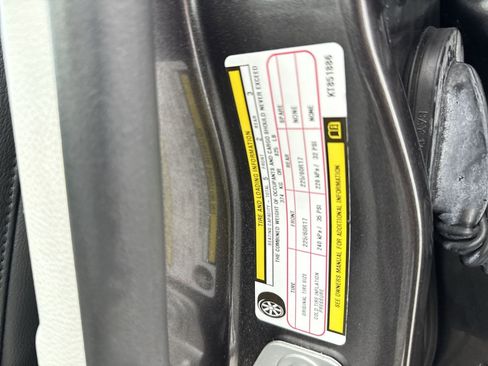 TIRE AND LOADING INFORMATION
SEATING CAPACITY - TOTAL 5 FRONT 2 REAR 3
THE COMBINED WEIGHT OF OCCUPANTS AND CARGO SHOULD NEVER EXCEED
374 KG OR 825 LB
TIRE FRONT REAR SPARE
ORIGINAL TIRE SIZE 225/60R17 225/60R17 NONE
COLD TIRE INFLATION PRESSURE 240 KPa/ 35 PSI 220 KPa/ 32 PSI NONE
SEE OWNERS MANUAL FOR ADDITIONAL INFORMATION
KT051886